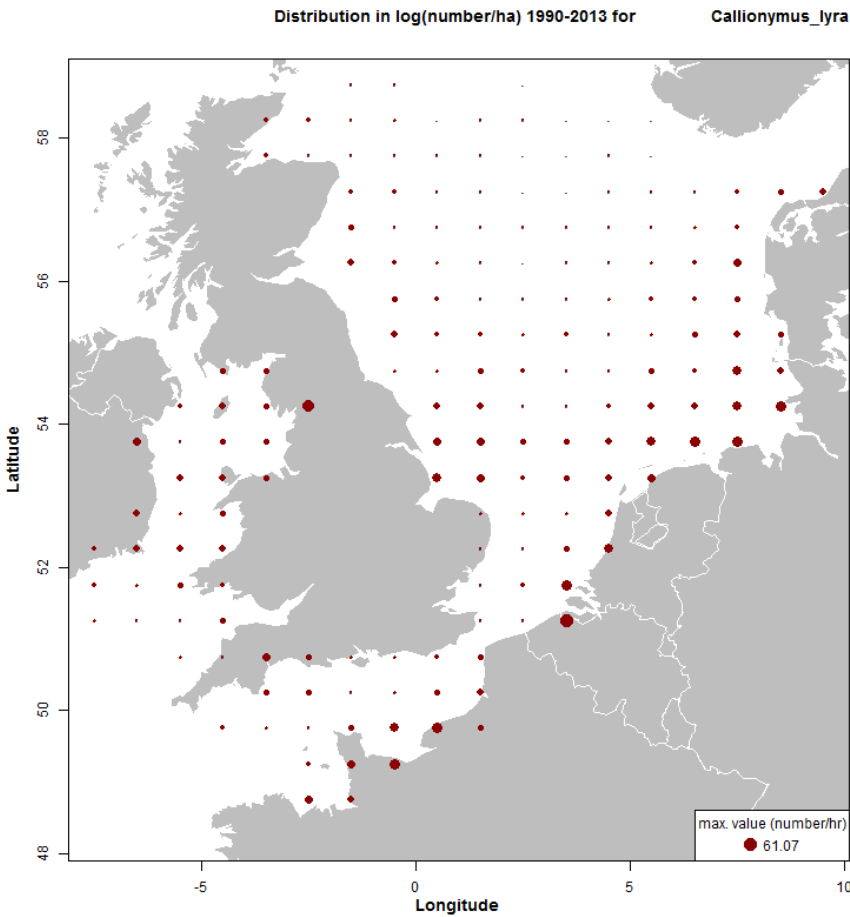 Distribution in log(number/ha) 1990-2013 for Callionymus_lyra
58
56
54
52
50
48
Latitude
-5 0 5 10
Longitude
max. value (number/hr)
61.07